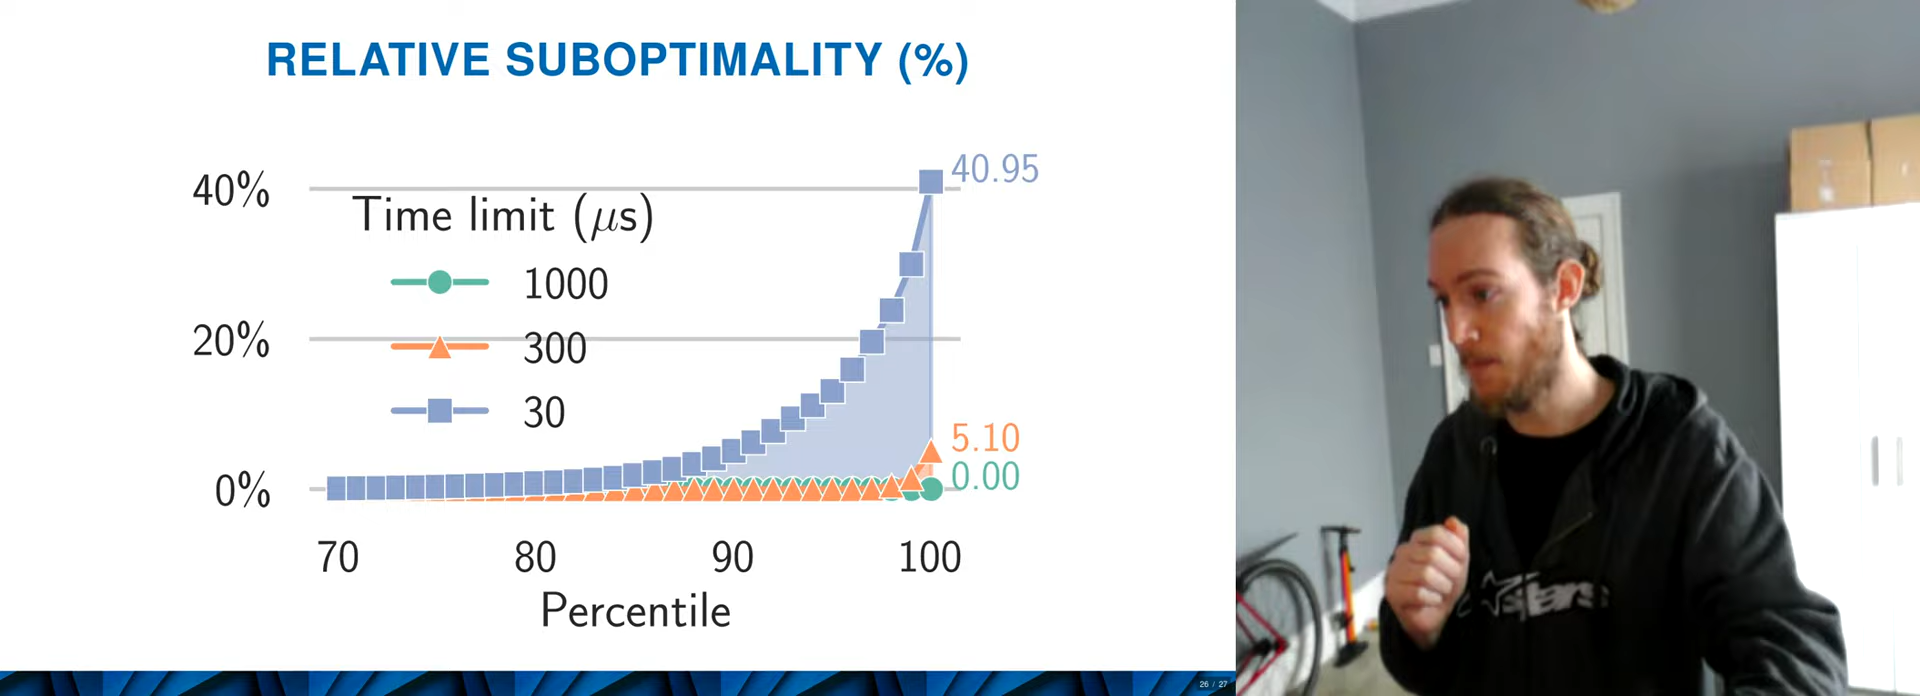 RELATIVE SUBOPTIMALITY (%)
40.95
40%
Time limit (μs)
1000
20%
300
30
5.10
0.00
0%
70 80 90 100
Percentile
26 / 27